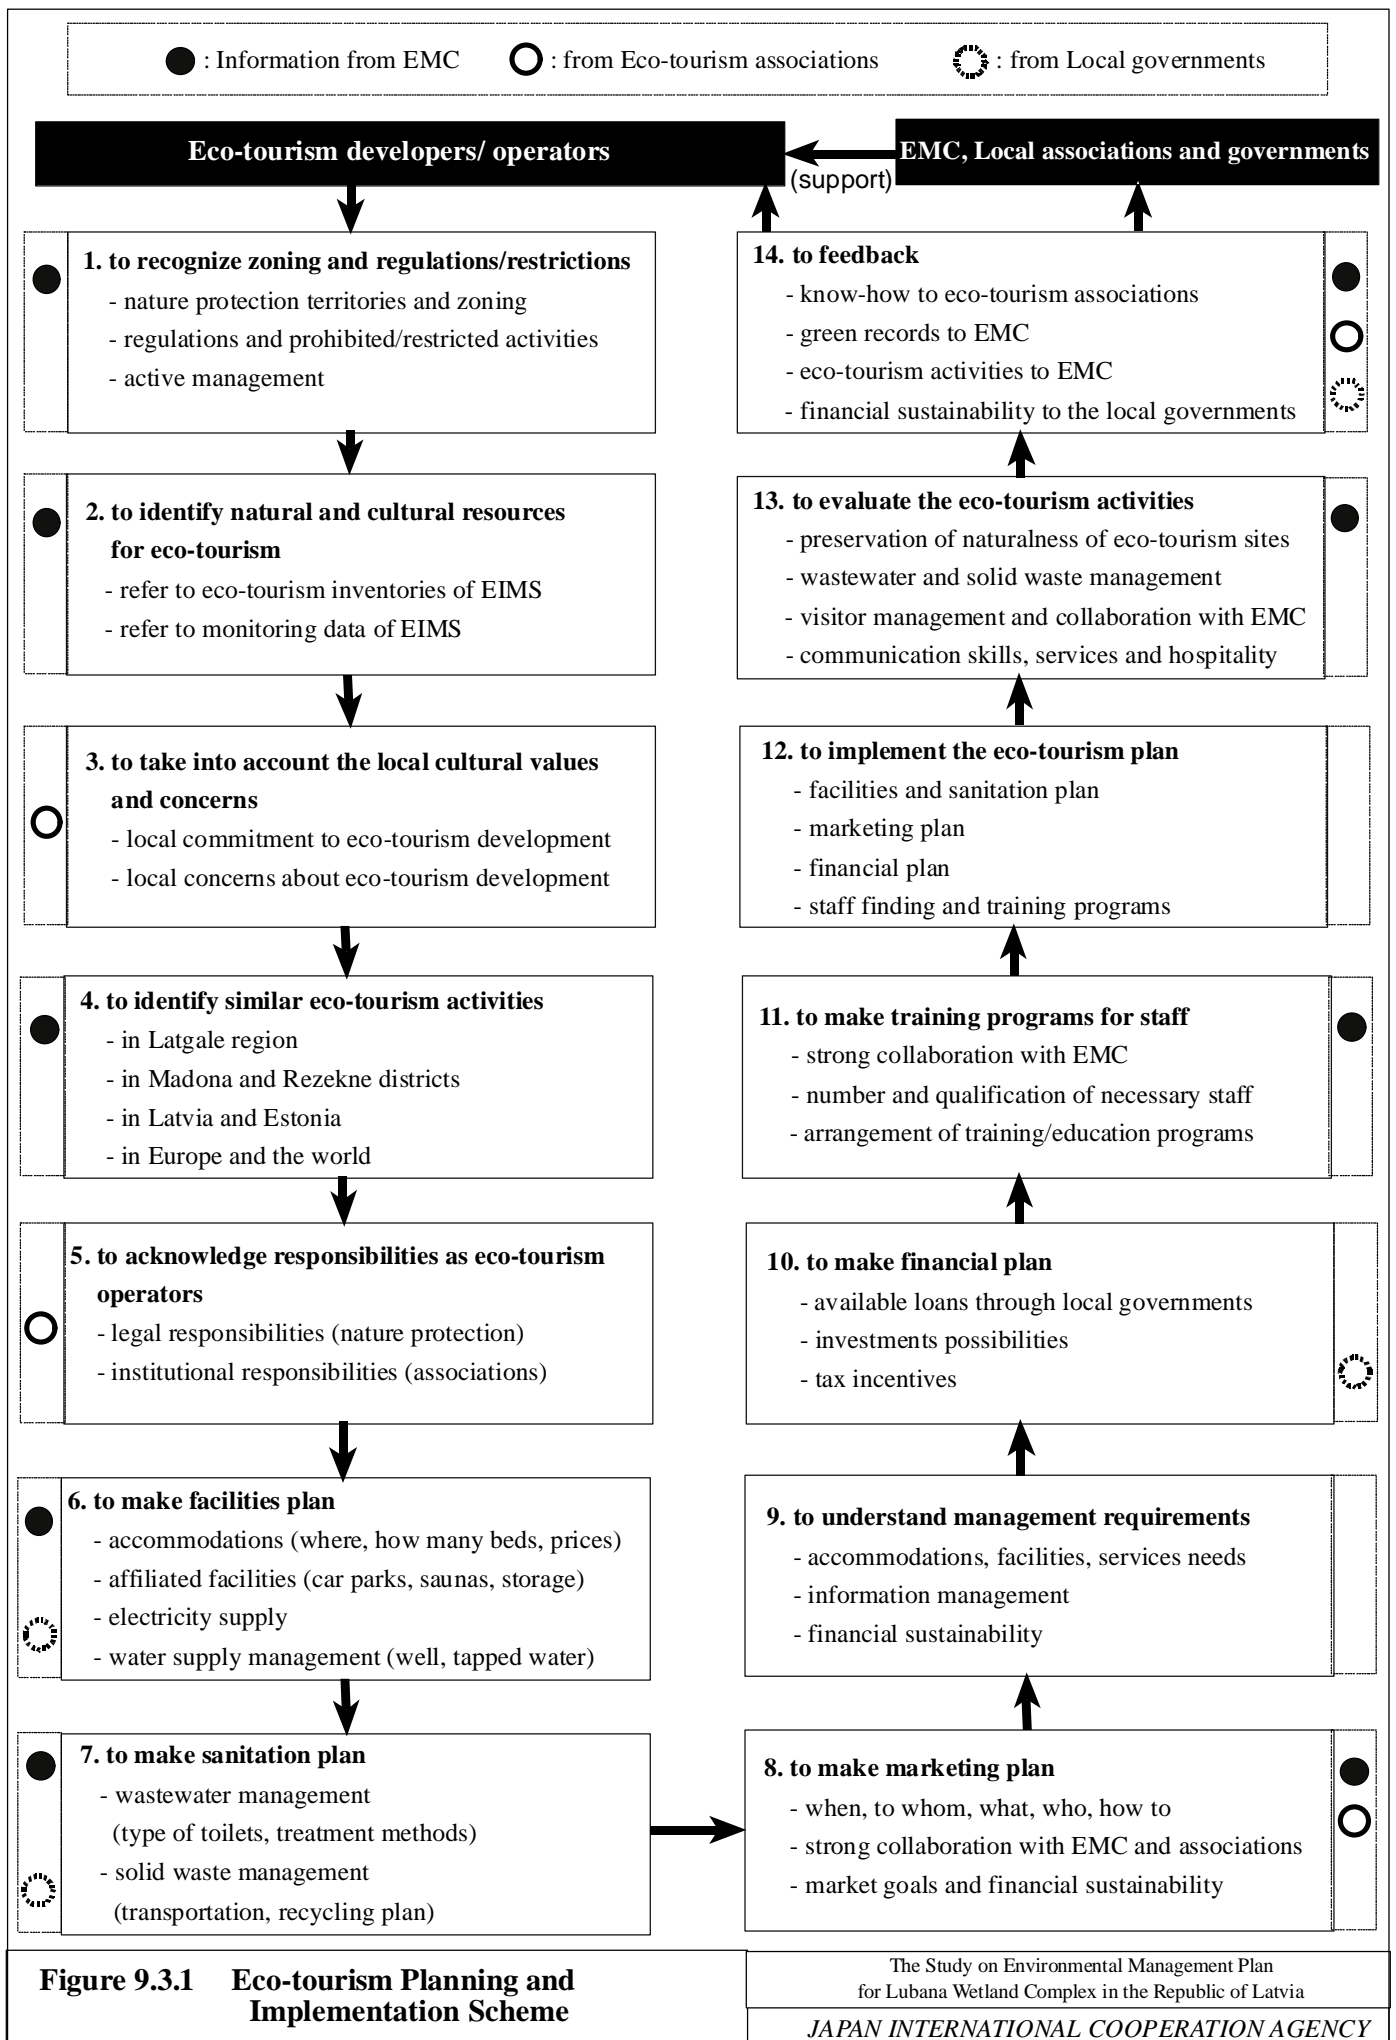 : Information from EMC
: from Eco-tourism associations
: from Local governments
Eco-tourism developers/ operators
EMC, Local associations and governments
(support)
1. to recognize zoning and regulations/restrictions
- nature protection territories and zoning
- regulations and prohibited/restricted activities
- active management
2. to identify natural and cultural resources
for eco-tourism
- refer to eco-tourism inventories of EIMS
- refer to monitoring data of EIMS
3. to take into account the local cultural values
and concerns
- local commitment to eco-tourism development
- local concerns about eco-tourism development
4. to identify similar eco-tourism activities
- in Latgale region
- in Madona and Rezekne districts
- in Latvia and Estonia
- in Europe and the world
5. to acknowledge responsibilities as eco-tourism
operators
- legal responsibilities (nature protection)
- institutional responsibilities (associations)
6. to make facilities plan
- accommodations (where, how many beds, prices)
- affiliated facilities (car parks, saunas, storage)
- electricity supply
- water supply management (well, tapped water)
7. to make sanitation plan
- wastewater management
(type of toilets, treatment methods)
- solid waste management
(transportation, recycling plan)
8. to make marketing plan
- when, to whom, what, who, how to
- strong collaboration with EMC and associations
- market goals and financial sustainability
9. to understand management requirements
- accommodations, facilities, services needs
- information management
- financial sustainability
10. to make financial plan
- available loans through local governments
- investments possibilities
- tax incentives
11. to make training programs for staff
- strong collaboration with EMC
- number and qualification of necessary staff
- arrangement of training/education programs
12. to implement the eco-tourism plan
- facilities and sanitation plan
- marketing plan
- financial plan
- staff finding and training programs
13. to evaluate the eco-tourism activities
- preservation of naturalness of eco-tourism sites
- wastewater and solid waste management
- visitor management and collaboration with EMC
- communication skills, services and hospitality
14. to feedback
- know-how to eco-tourism associations
- green records to EMC
- eco-tourism activities to EMC
- financial sustainability to the local governments
Figure 9.3.1 Eco-tourism Planning and
Implementation Scheme
The Study on Environmental Management Plan
for Lubana Wetland Complex in the Republic of Latvia
JAPAN INTERNATIONAL COOPERATION AGENCY